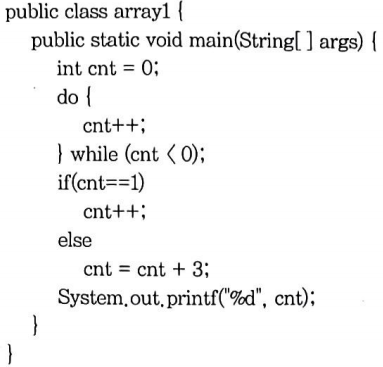 public class array1 {
public static void main(String[ ] args) {
int cnt = 0;
do {
cnt++;
} while (cnt < 0);
if(cnt==1)
cnt++;
else
cnt = cnt + 3;
System.out.printf("%d", cnt);
}
}